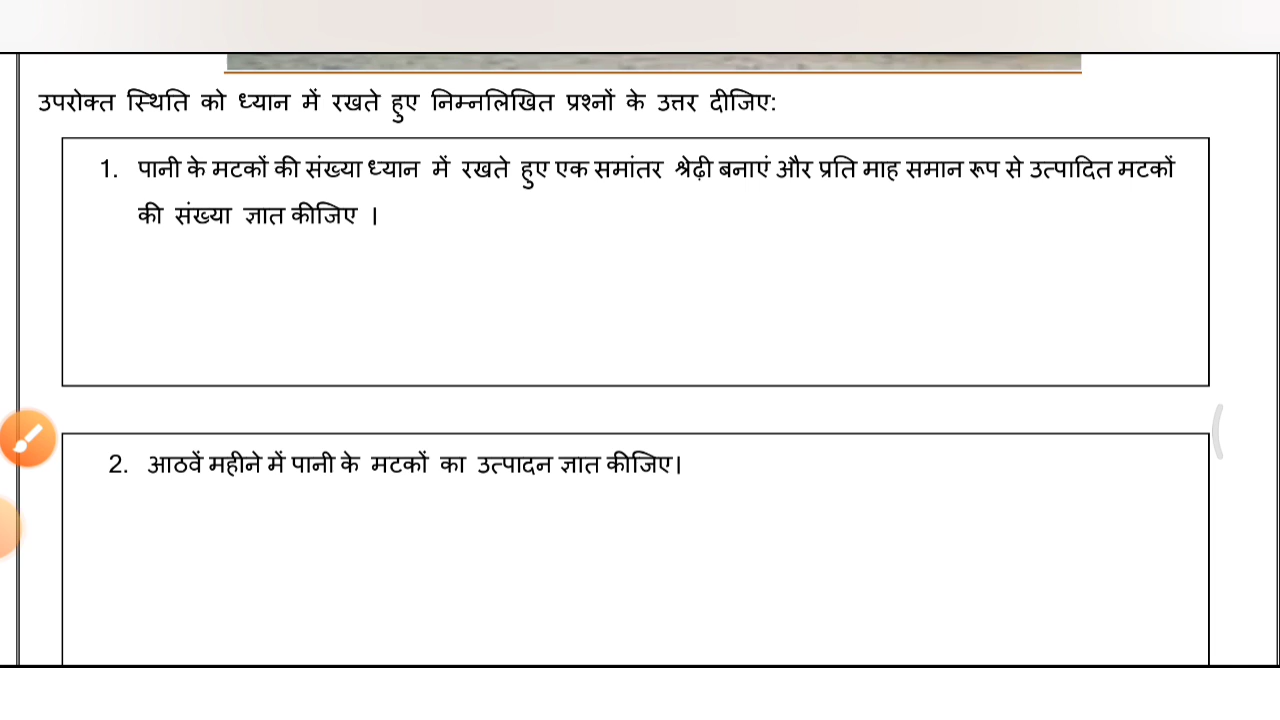 उपरोक्त स्थिति को ध्यान में रखते हुए निम्नलिखित प्रश्नों के उत्तर दीजिए:
1. पानी के मटकों की संख्या ध्यान में रखते हुए एक समांतर श्रेढ़ी बनाएं और प्रति माह समान रूप से उत्पादित मटकों
की संख्या ज्ञात कीजिए ।
2. आठवें महीने में पानी के मटकों का उत्पादन ज्ञात कीजिए।